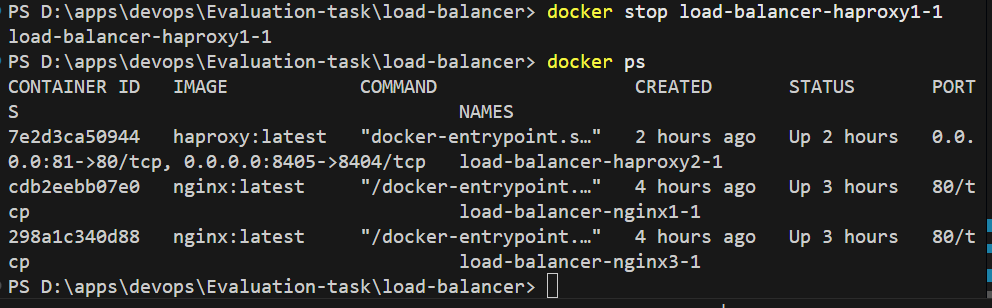 PS D:\apps\devops\Evaluation-task\load-balancer> docker stop load-balancer-haproxy1-1
load-balancer-haproxy1-1
PS D:\apps\devops\Evaluation-task\load-balancer> docker ps
CONTAINER ID   IMAGE            COMMAND                  CREATED       STATUS       PORT
S                                         NAMES
7e2d3ca50944   haproxy:latest   "docker-entrypoint.s…"   2 hours ago   Up 2 hours   0.0.
0.0:81->80/tcp, 0.0.0.0:8405->8404/tcp   load-balancer-haproxy2-1
cdb2eebb07e0   nginx:latest     "/docker-entrypoint.…"   4 hours ago   Up 3 hours   80/t
cp                                        load-balancer-nginx1-1
298a1c340d88   nginx:latest     "/docker-entrypoint.…"   4 hours ago   Up 3 hours   80/t
cp                                        load-balancer-nginx3-1
PS D:\apps\devops\Evaluation-task\load-balancer>